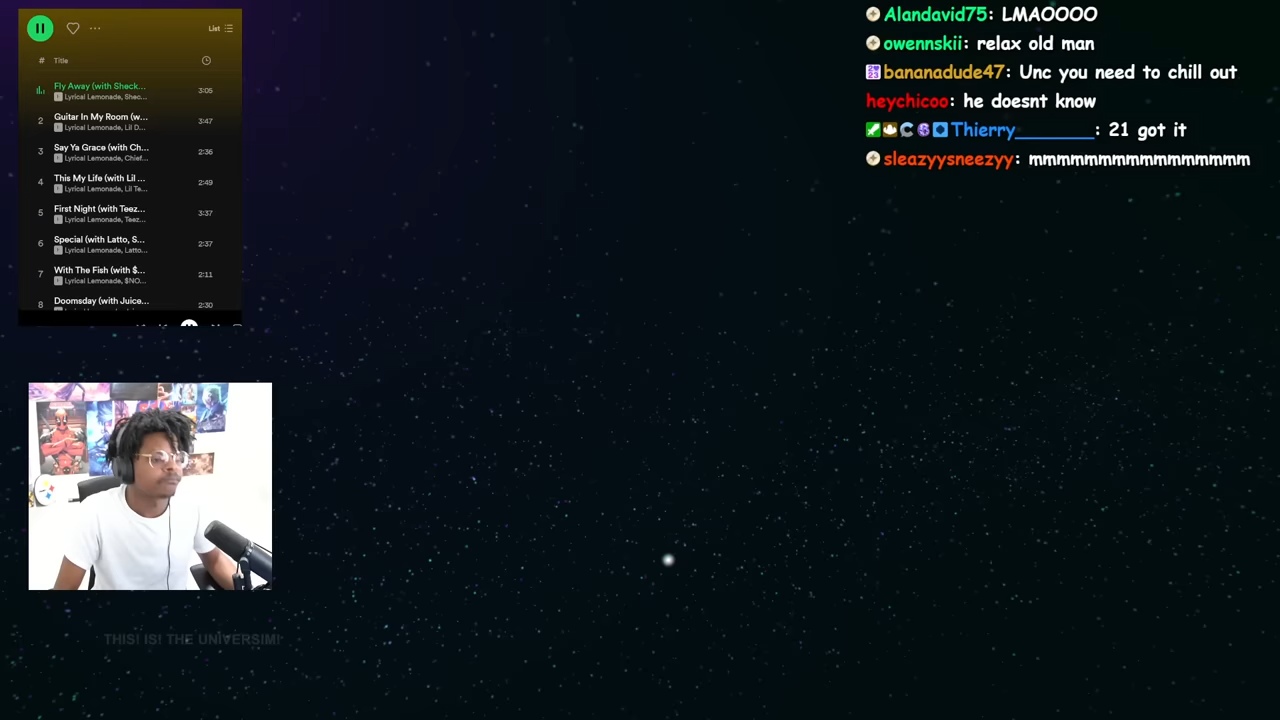 List
# Title
Fly Away (with Sheck...
Lyrical Lemonade, Shec...
3:05
2
Guitar In My Room (w...
Lyrical Lemonade, Lil D...
3:47
3
Say Ya Grace (with Ch...
Lyrical Lemonade, Chief...
2:36
4
This My Life (with Lil ...
Lyrical Lemonade, Lil Te...
2:49
5
First Night (with Teez...
Lyrical Lemonade, Teez...
3:37
6
Special (with Latto, S...
Lyrical Lemonade, Latto...
2:37
7
With The Fish (with $...
Lyrical Lemonade, $NO...
2:11
8
Doomsday (with Juice...
2:30
Alandavid75: LMAOOOO
owennskii: relax old man
bananadude47: Unc you need to chill out
heychicoo: he doesnt know
Thierry_______: 21 got it
sleazyysneezyy: mmmmmmmmmmmmmmmm
THIS! IS! THE UNIVERSIM!